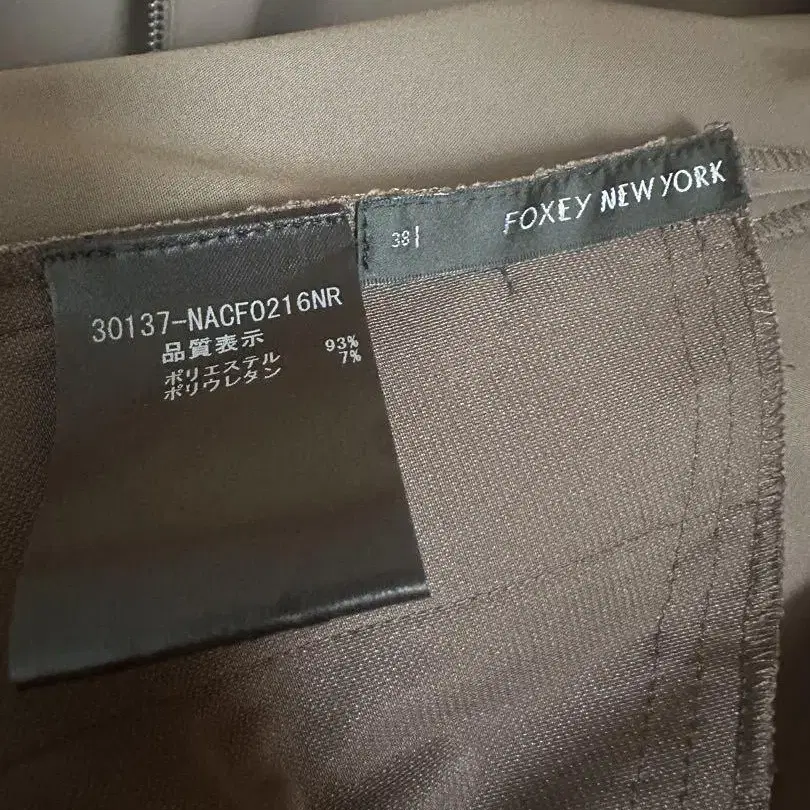 30137-NACF0216NR
品質表示
ポリエステル 93%
ポリウレタン 7%
38
FOXEY NEW YORK